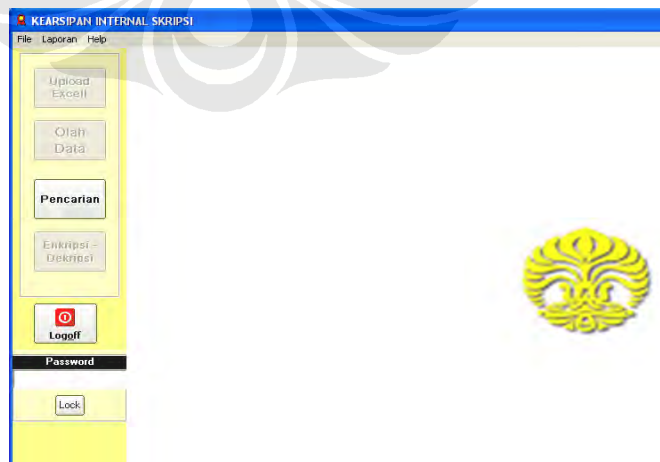 KEARSIPAN INTERNAL SKRIPSI
File Laporan Help
Upload
Excell
Olah
Data
Pencarian
Enkripsi -
Dekripsi
Logoff
Password
Lock